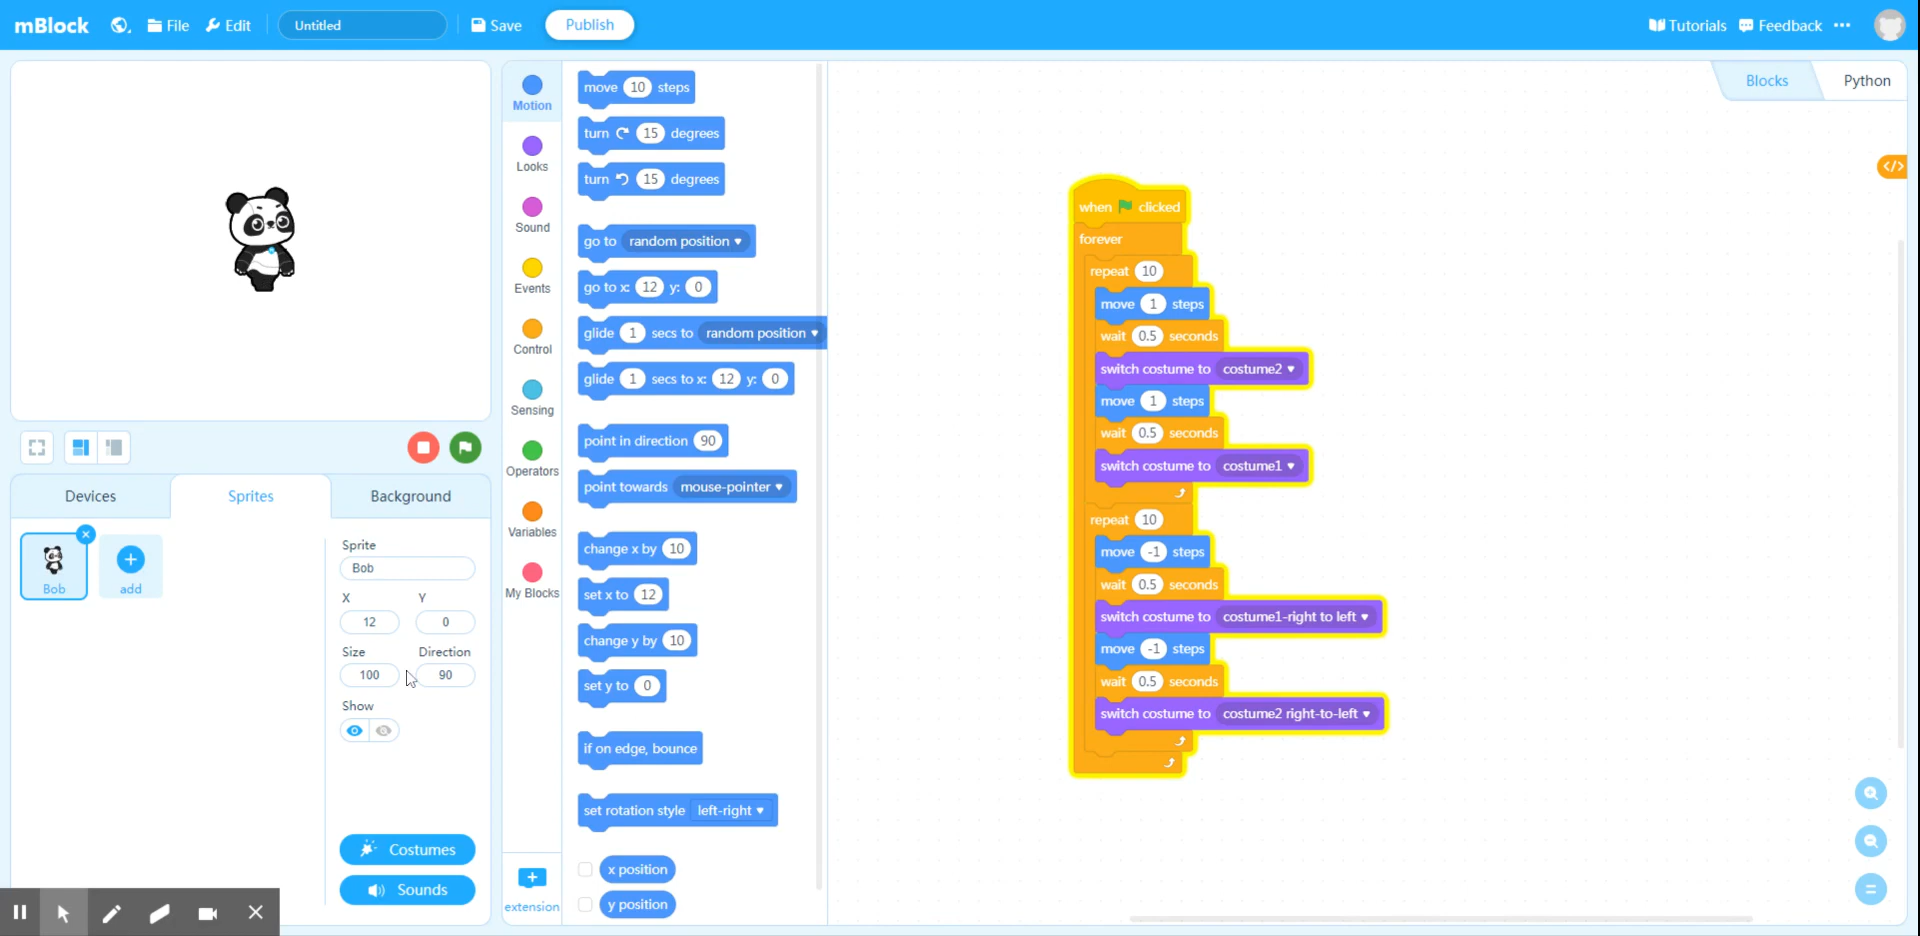 mBlock File Edit Untitled Save Publish Tutorials Feedback
Blocks Python
Motion
Looks
Sound
Events
Control
Sensing
Operators
Variables
My Blocks
extension
move 10 steps
turn 15 degrees
turn 15 degrees
go to random position
go to x: 12 y: 0
glide 1 secs to random position
glide 1 secs to x: 12 y: 0
point in direction 90
point towards mouse-pointer
change x by 10
set x to 12
change y by 10
set y to 0
if on edge, bounce
set rotation style left-right
x position
y position
when clicked
forever
repeat 10
move 1 steps
wait 0.5 seconds
switch costume to costume2
move 1 steps
wait 0.5 seconds
switch costume to costume1
repeat 10
move -1 steps
wait 0.5 seconds
switch costume to costume1-right to left
move -1 steps
wait 0.5 seconds
switch costume to costume2 right-to-left
Devices Sprites Background
Bob
add
Sprite
Bob
X Y
12 0
Size Direction
100 90
Show
Costumes
Sounds